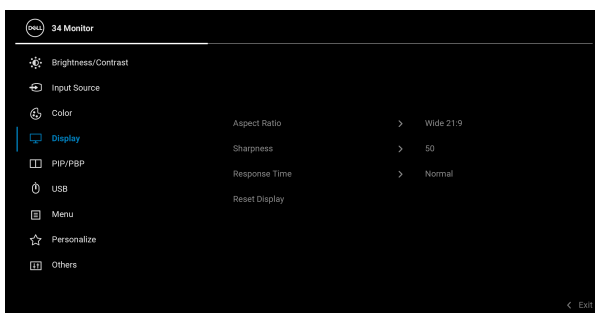 DELL 34 Monitor
Brightness/Contrast
Input Source
Color
Aspect Ratio Wide 21:9
Display
Sharpness 50
PIP/PBP
Response Time Normal
USB
Reset Display
Menu
Personalize
Others
Exit